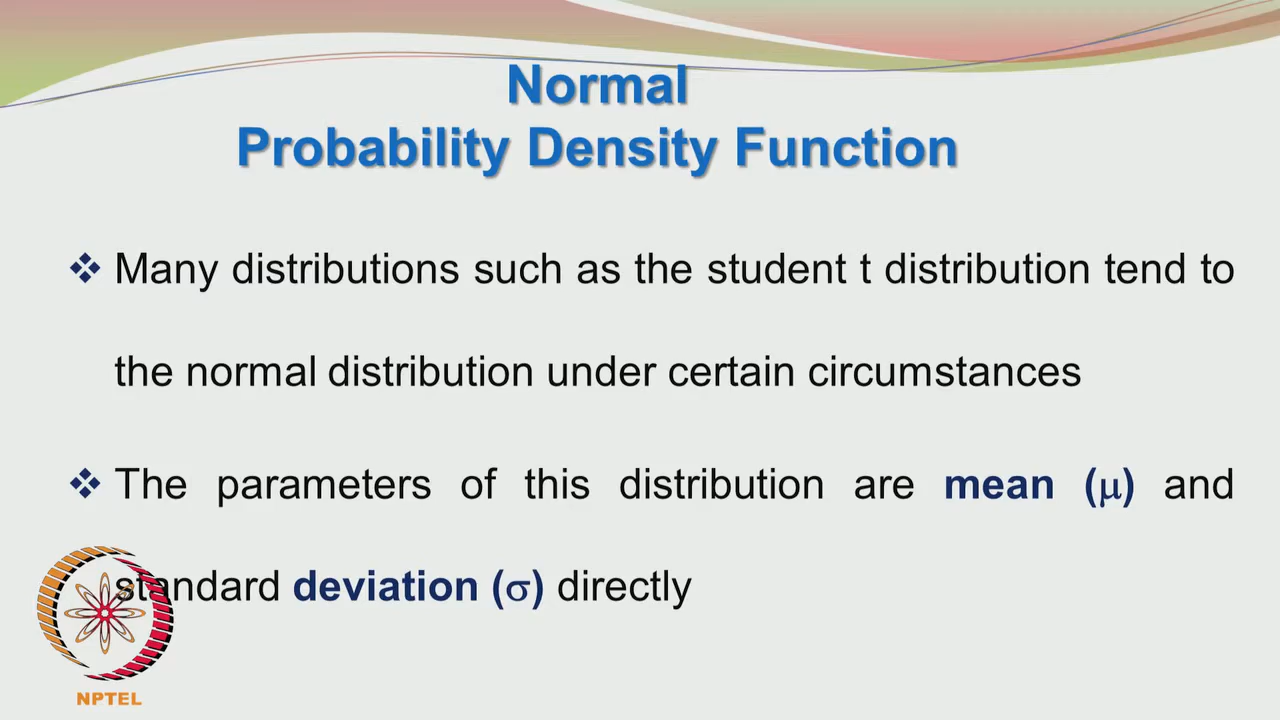 Normal
Probability Density Function
❖ Many distributions such as the student t distribution tend to
the normal distribution under certain circumstances
❖ The parameters of this distribution are mean (μ) and
standard deviation (σ) directly
NPTEL